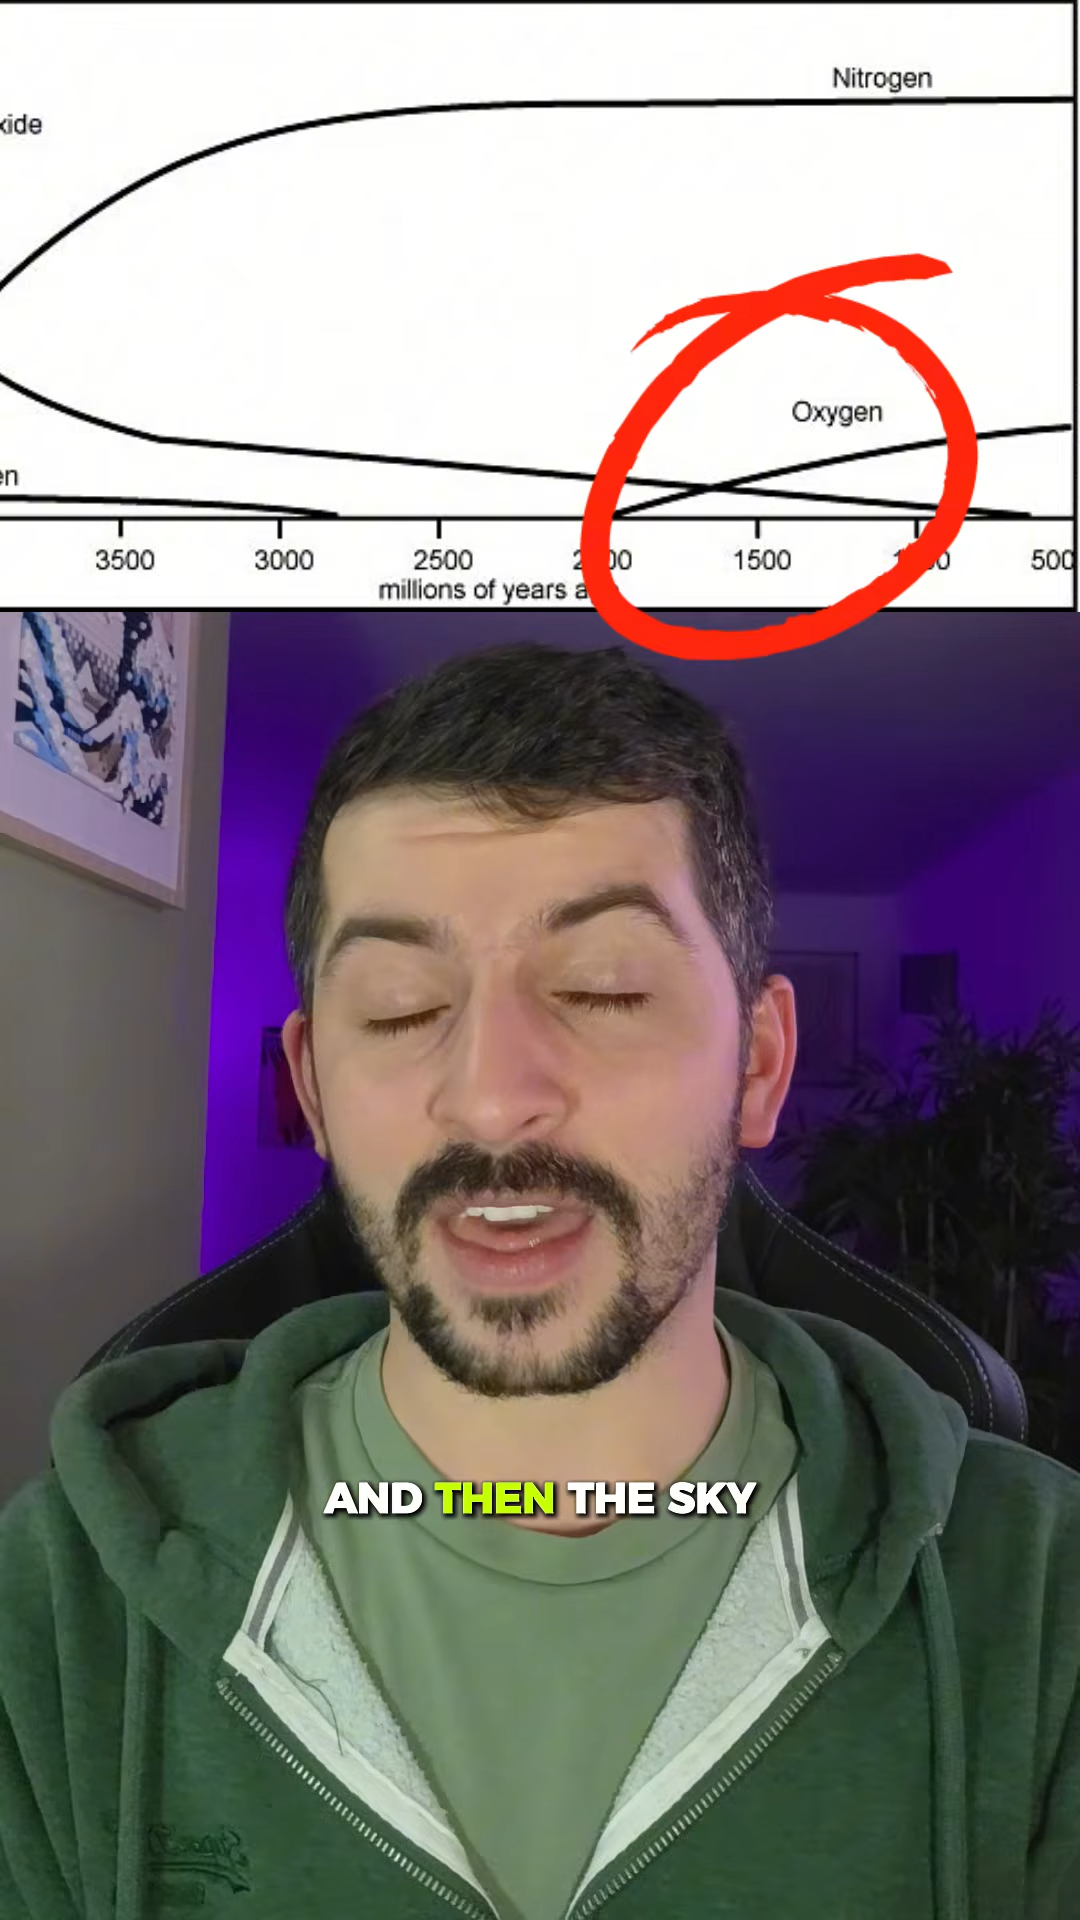 Nitrogen
xide
Oxygen
en
3500 3000 2500 1500 500
millions of years a
AND THEN THE SKY